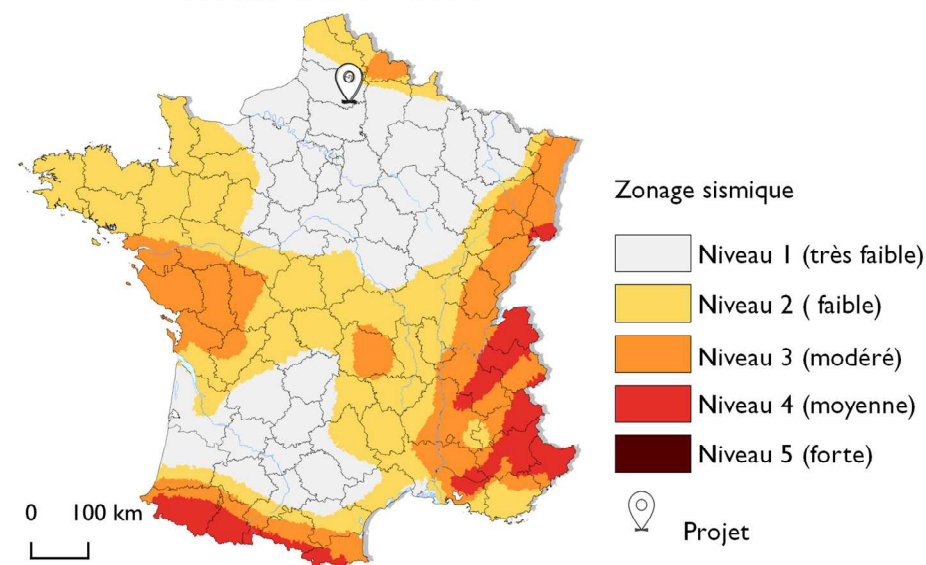 Zonage sismique
Niveau 1 (très faible)
Niveau 2 ( faible)
Niveau 3 (modéré)
Niveau 4 (moyenne)
Niveau 5 (forte)
Projet
0 100 km